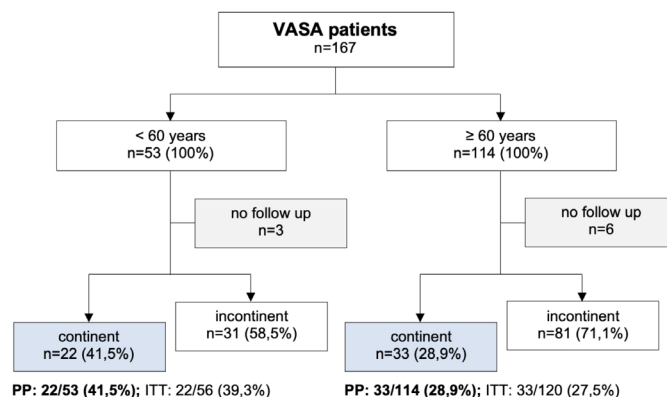 VASA patients
n=167
< 60 years
n=53 (100%)
≥ 60 years
n=114 (100%)
no follow up
n=3
no follow up
n=6
continent
n=22 (41,5%)
incontinent
n=31 (58,5%)
continent
n=33 (28,9%)
incontinent
n=81 (71,1%)
PP: 22/53 (41,5%); ITT: 22/56 (39,3%)
PP: 33/114 (28,9%); ITT: 33/120 (27,5%)